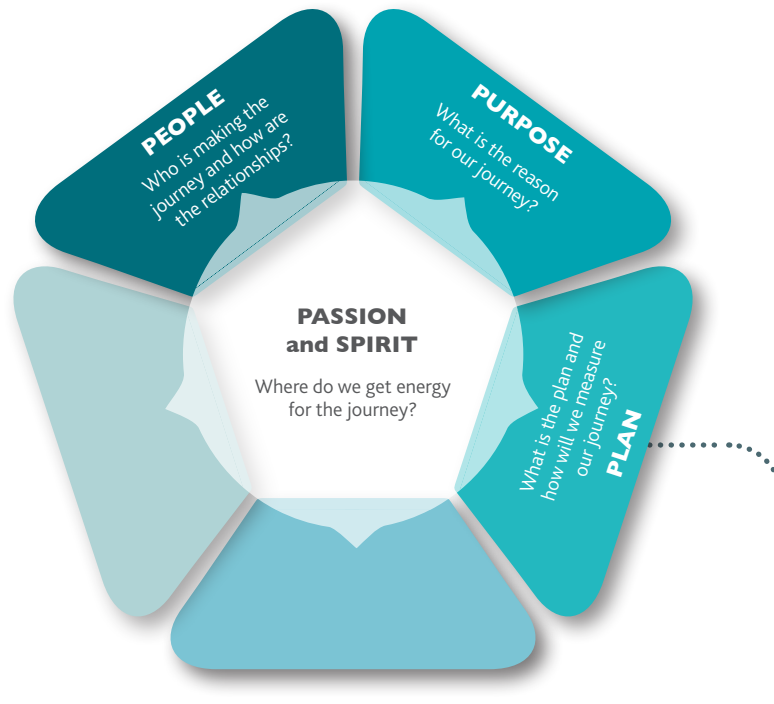 PEOPLE
Who is making the
journey and how are
the relationships?
PURPOSE
What is the reason
for our journey?
PASSION
and SPIRIT
Where do we get energy
for the journey?
What is the plan and
how will we measure
our journey?
PLAN